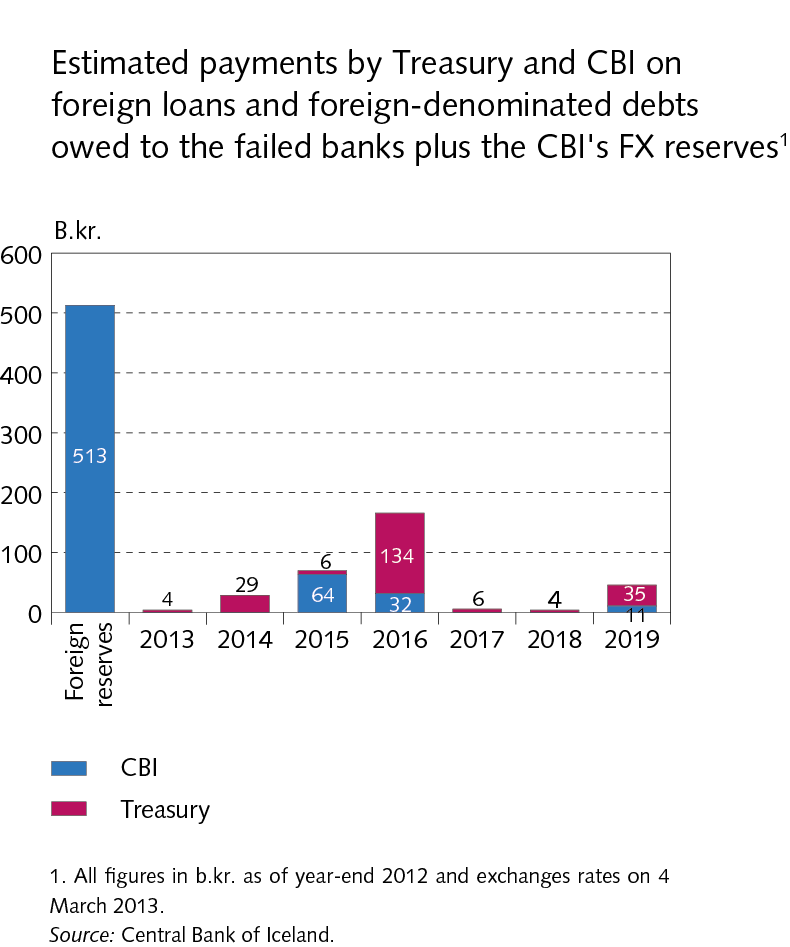 Estimated payments by Treasury and CBI on
foreign loans and foreign-denominated debts
owed to the failed banks plus the CBI's FX reserves¹
B.kr.
600
500
400
300
200
100
0
513
4
29
6
64
134
32
6
4
35
11
Foreign
reserves
2013
2014
2015
2016
2017
2018
2019
CBI
Treasury
1. All figures in b.kr. as of year-end 2012 and exchanges rates on 4
March 2013.
Source: Central Bank of Iceland.